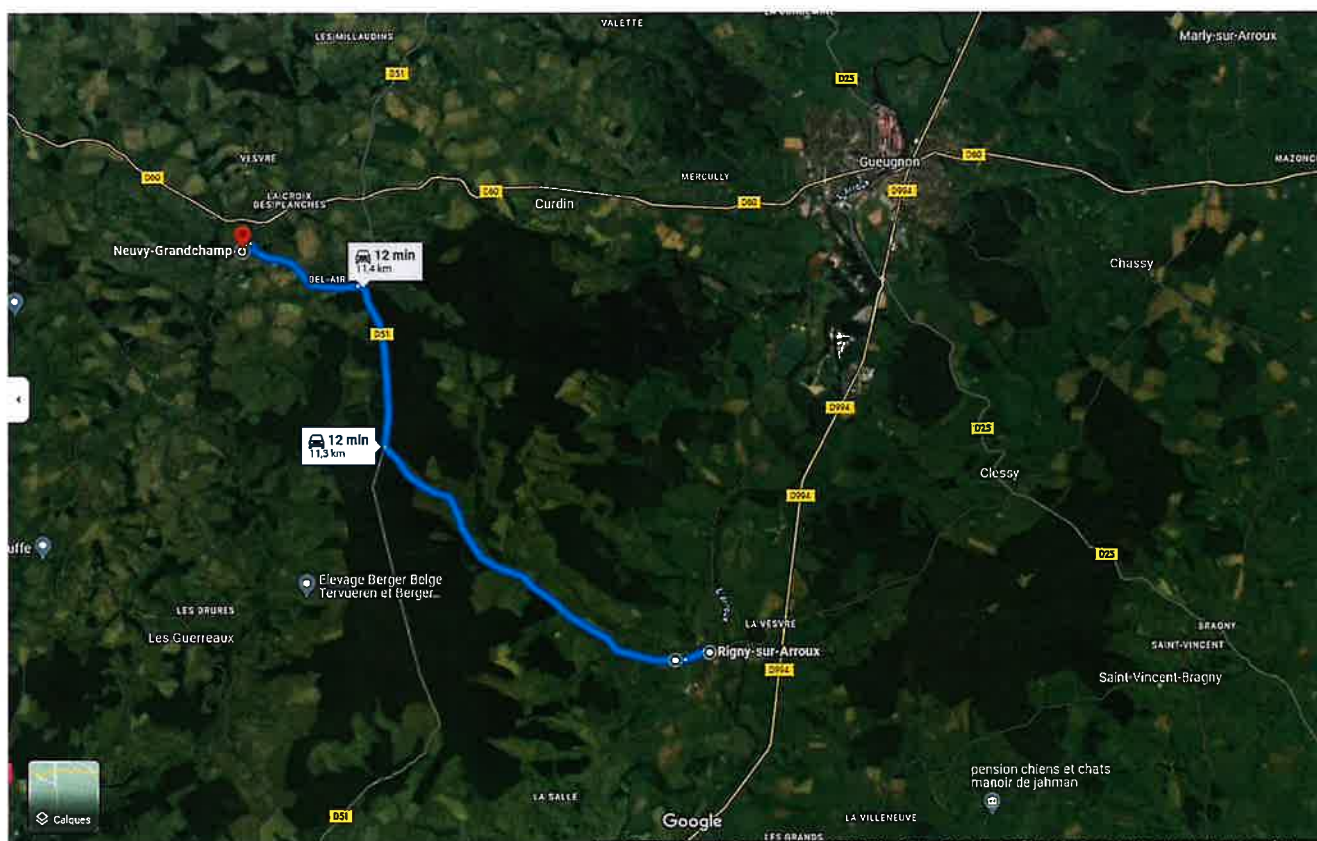 VALETTE
LES MILLAUDINS
Marly-sur-Arroux
D51
D25
Gueugnon
D60
VESVRE
MERCULLY
D60
D60
D994
LA CROIX
DES PLANCHES
Curdin
D60
Neuvy-Grandchamp
12 min
11,4 km
BEL-AIR
Chassy
D51
D994
D25
12 min
11,3 km
Clessy
D994
D25
uffe
Elevage Berger Belge
Tervueren et Berger...
LES DRURES
Les Guerreaux
LA VESVRE
BRAGNY
SAINT-VINCENT
Rigny-sur-Arroux
D994
Saint-Vincent-Bragny
pension chiens et chats
manoir de jahman
LA SALLE
Calques
D51
Google
LA VILLENEUVE
LES GRANDS